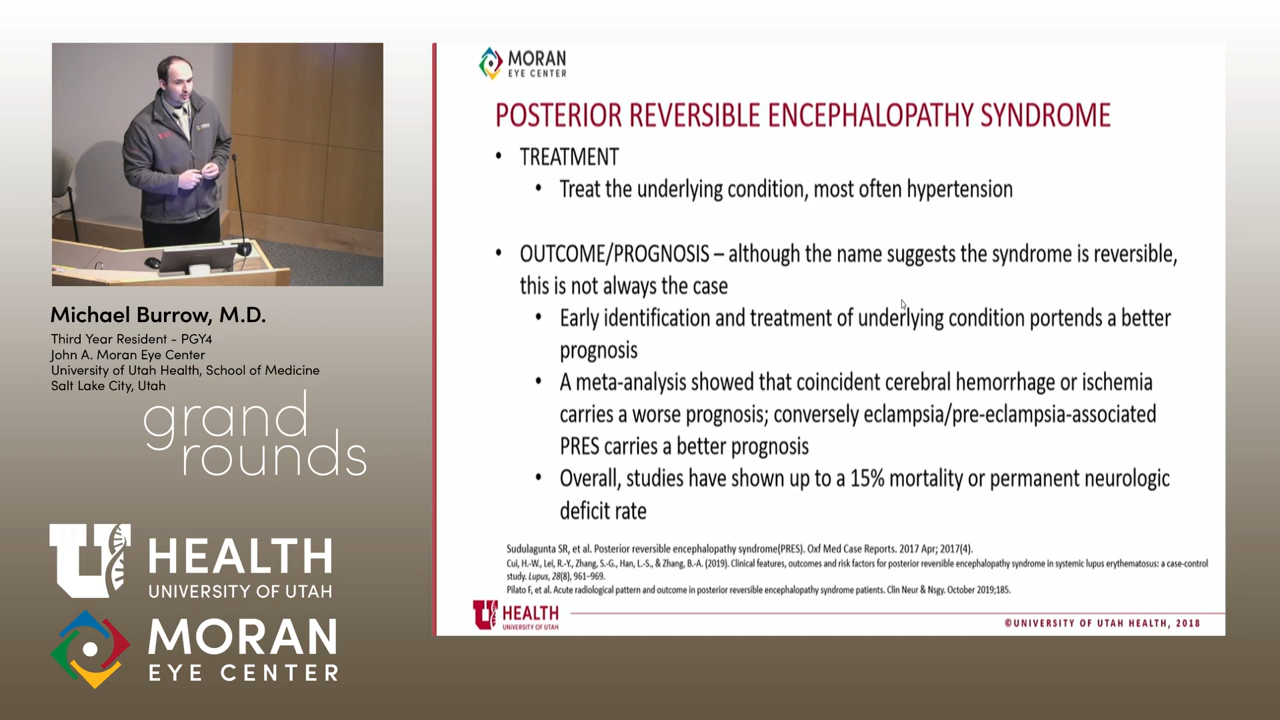 Michael Burrow, M.D.
Third Year Resident - PGY4
John A. Moran Eye Center
University of Utah Health, School of Medicine
Salt Lake City, Utah
grand
rounds
U HEALTH
UNIVERSITY OF UTAH
MORAN
EYE CENTER
MORAN
EYE CENTER
POSTERIOR REVERSIBLE ENCEPHALOPATHY SYNDROME
• TREATMENT
• Treat the underlying condition, most often hypertension
• OUTCOME/PROGNOSIS – although the name suggests the syndrome is reversible,
this is not always the case
• Early identification and treatment of underlying condition portends a better
prognosis
• A meta-analysis showed that coincident cerebral hemorrhage or ischemia
carries a worse prognosis; conversely eclampsia/pre-eclampsia-associated
PRES carries a better prognosis
• Overall, studies have shown up to a 15% mortality or permanent neurologic
deficit rate
Sudulagunta SR, et al. Posterior reversible encephalopathy syndrome(PRES). Oxf Med Case Reports. 2017 Apr; 2017(4).
Cui, H.-W., Lei, R.-Y., Zhang, S.-G., Han, L.-S., & Zhang, B.-A. (2019). Clinical features, outcomes and risk factors for posterior reversible encephalopathy syndrome in systemic lupus erythematosus: a case-control
study. Lupus, 28(8), 961–969.
Pilato F, et al. Acute radiological pattern and outcome in posterior reversible encephalopathy syndrome patients. Clin Neur & Nsgy. October 2019;185.
U HEALTH
UNIVERSITY OF UTAH
©UNIVERSITY OF UTAH HEALTH, 2018